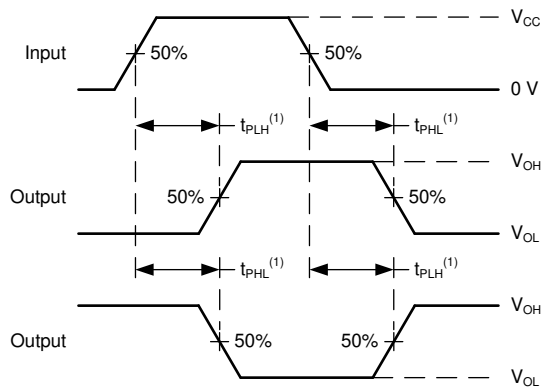 V_CC
Input
50%
50%
0 V
t_PLH^(1)
t_PHL^(1)
V_OH
Output
50%
50%
V_OL
t_PHL^(1)
t_PLH^(1)
V_OH
Output
50%
50%
V_OL